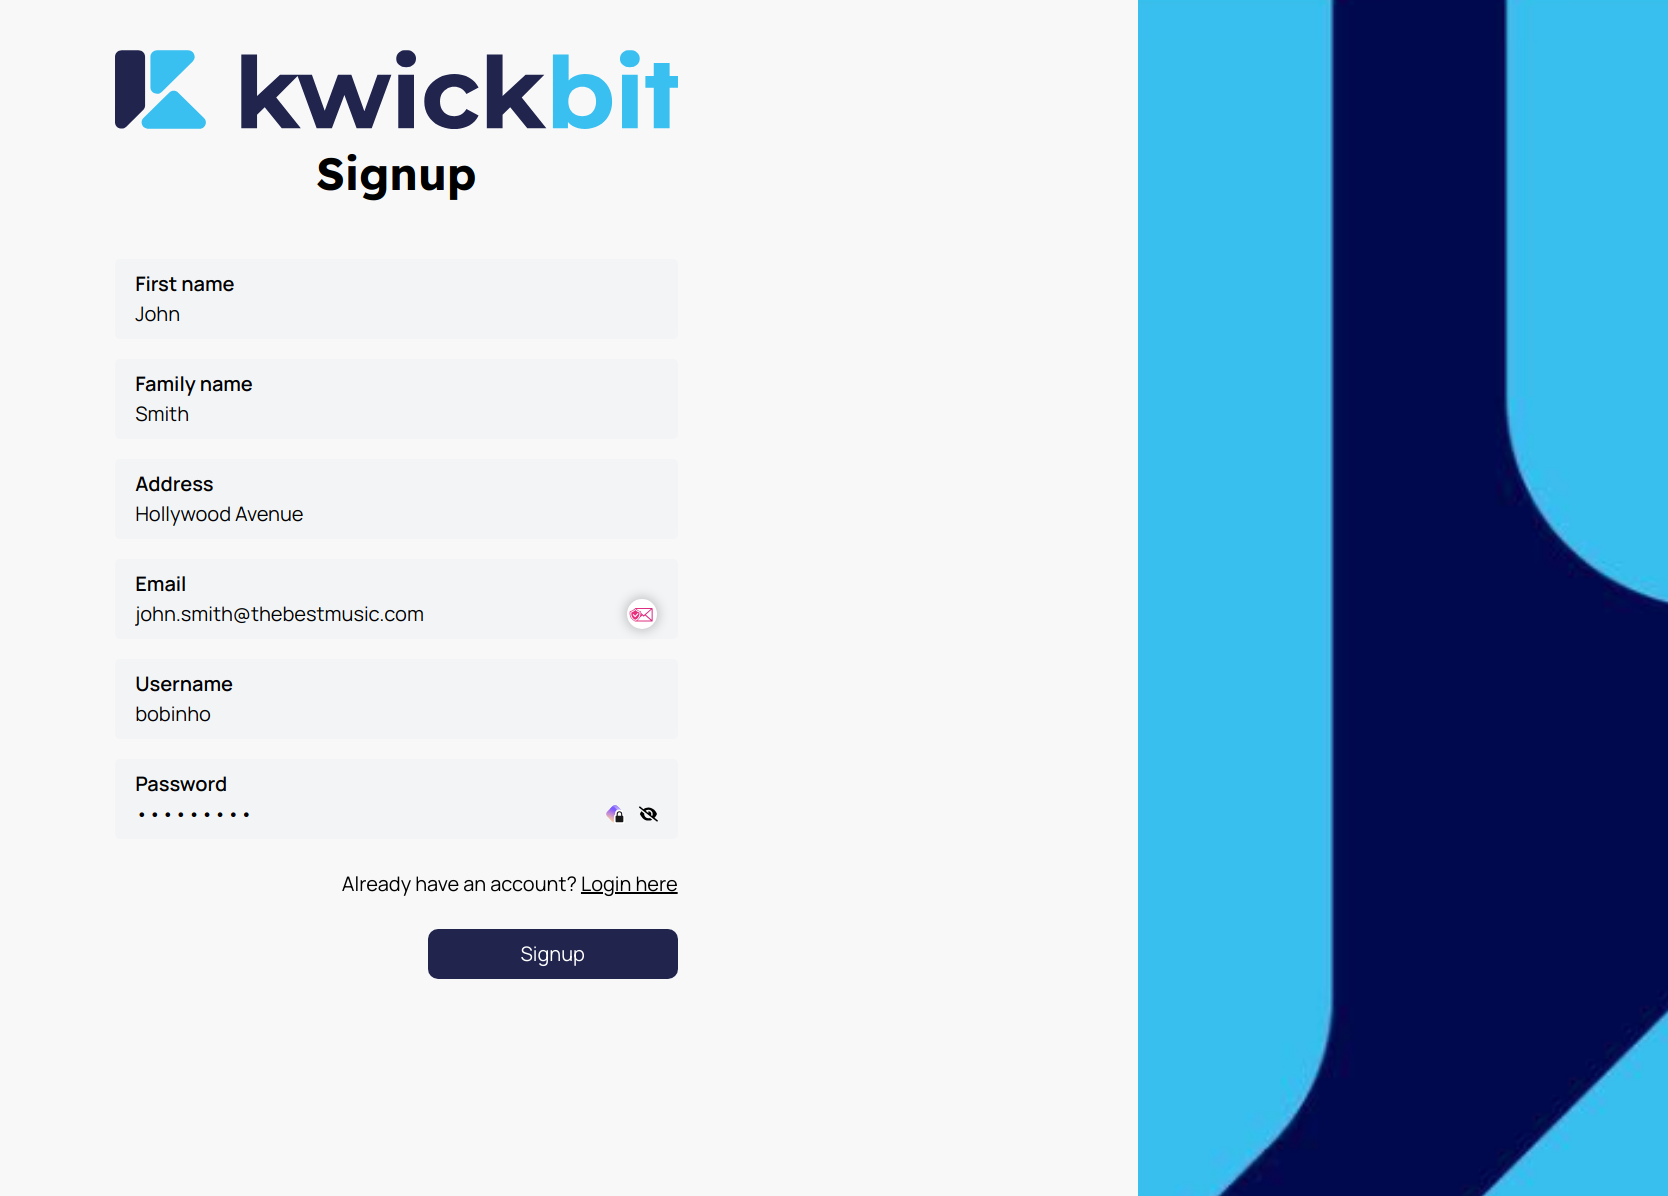 kwickbit
Signup
First name
John
Family name
Smith
Address
Hollywood Avenue
Email
john.smith@thebestmusic.com
Username
bobinho
Password
•••••••••
Already have an account? Login here
Signup